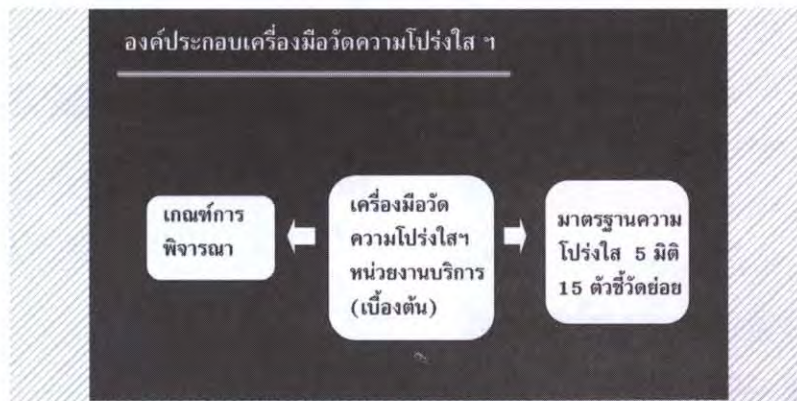 องค์ประกอบเครื่องมือวัดความโปร่งใส ฯ
เกณฑ์การ
พิจารณา
เครื่องมือวัด
ความโปร่งใสฯ
หน่วยงานบริการ
(เบื้องต้น)
มาตรฐานความ
โปร่งใส 5 มิติ
15 ตัวชี้วัดย่อย